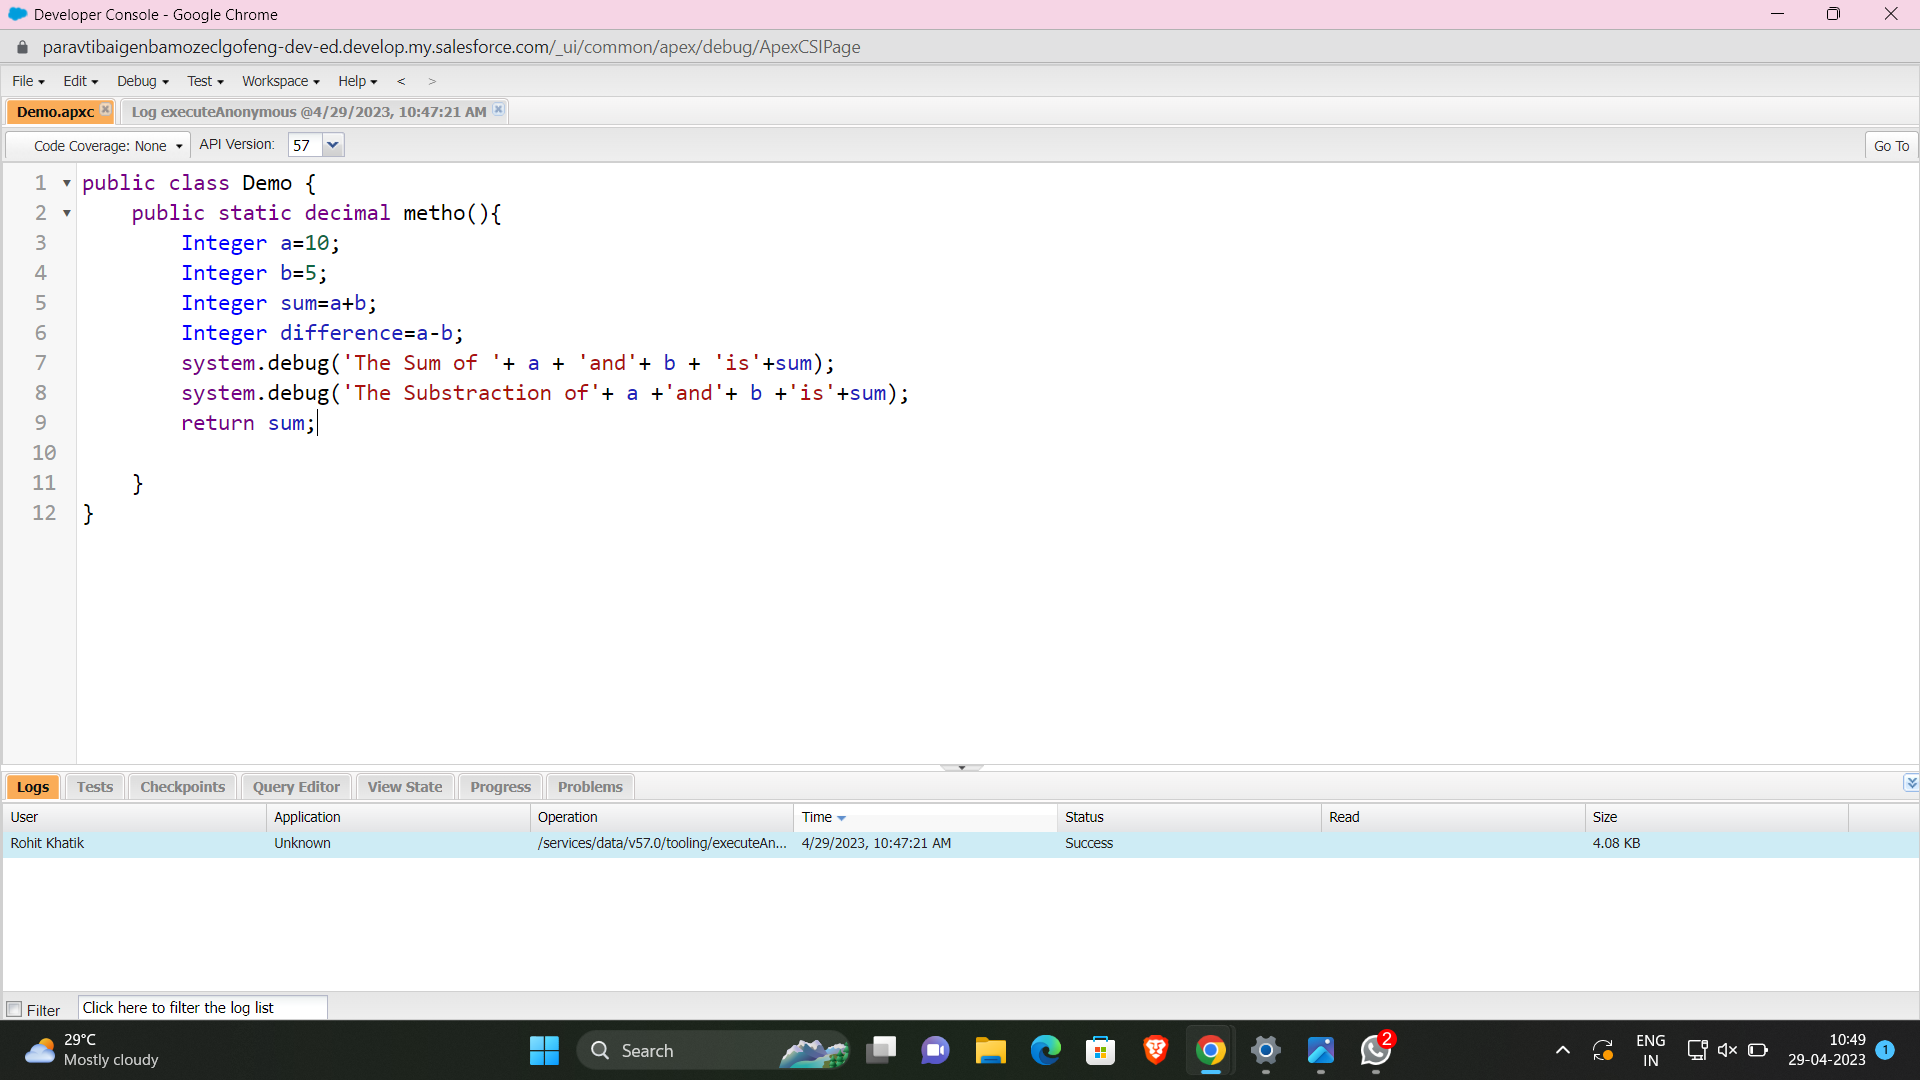 Developer Console - Google Chrome
paravtibaigenbamozeclgofeng-dev-ed.develop.my.salesforce.com/_ui/common/apex/debug/ApexCSIPage
File Edit Debug Test Workspace Help < >
Demo.apxc Log executeAnonymous @4/29/2023, 10:47:21 AM
Code Coverage: None API Version: 57 Go To
1 public class Demo {
2 public static decimal metho(){
3 Integer a=10;
4 Integer b=5;
5 Integer sum=a+b;
6 Integer difference=a-b;
7 system.debug('The Sum of '+ a + 'and'+ b + 'is'+sum);
8 system.debug('The Substraction of'+ a +'and'+ b +'is'+sum);
9 return sum;
10
11 }
12 }
Logs Tests Checkpoints Query Editor View State Progress Problems
User Application Operation Time Status Read Size
Rohit Khatik Unknown /services/data/v57.0/tooling/executeAn... 4/29/2023, 10:47:21 AM Success 4.08 KB
Filter Click here to filter the log list
29°C
Mostly cloudy
Search
2
ENG
IN
10:49
29-04-2023
1